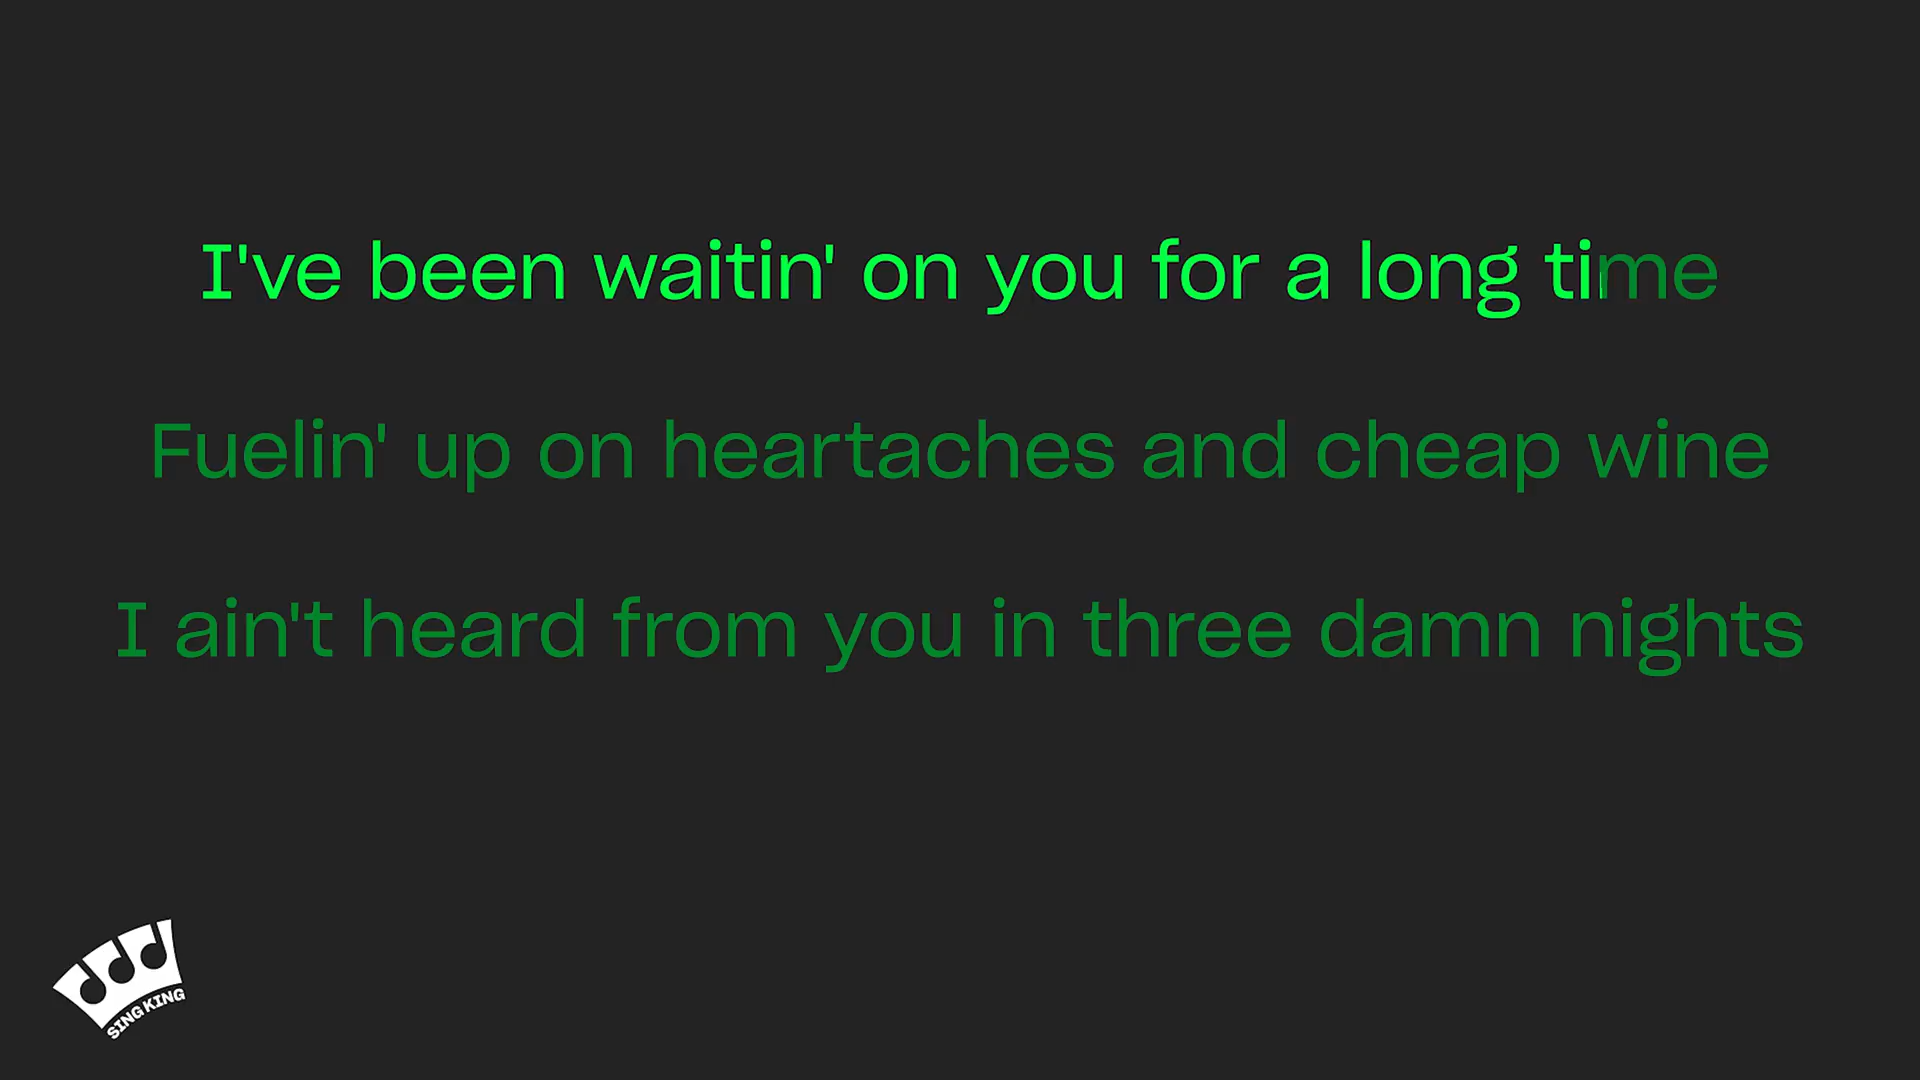 I've been waitin' on you for a long time
Fuelin' up on heartaches and cheap wine
I ain't heard from you in three damn nights
SING KING